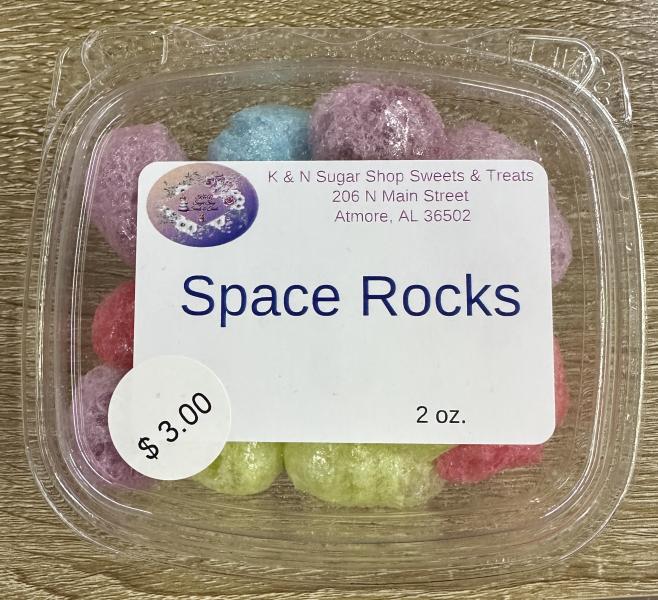 K & N Sugar Shop Sweets & Treats
206 N Main Street
Atmore, AL 36502
Space Rocks
$ 3.00
2 oz.